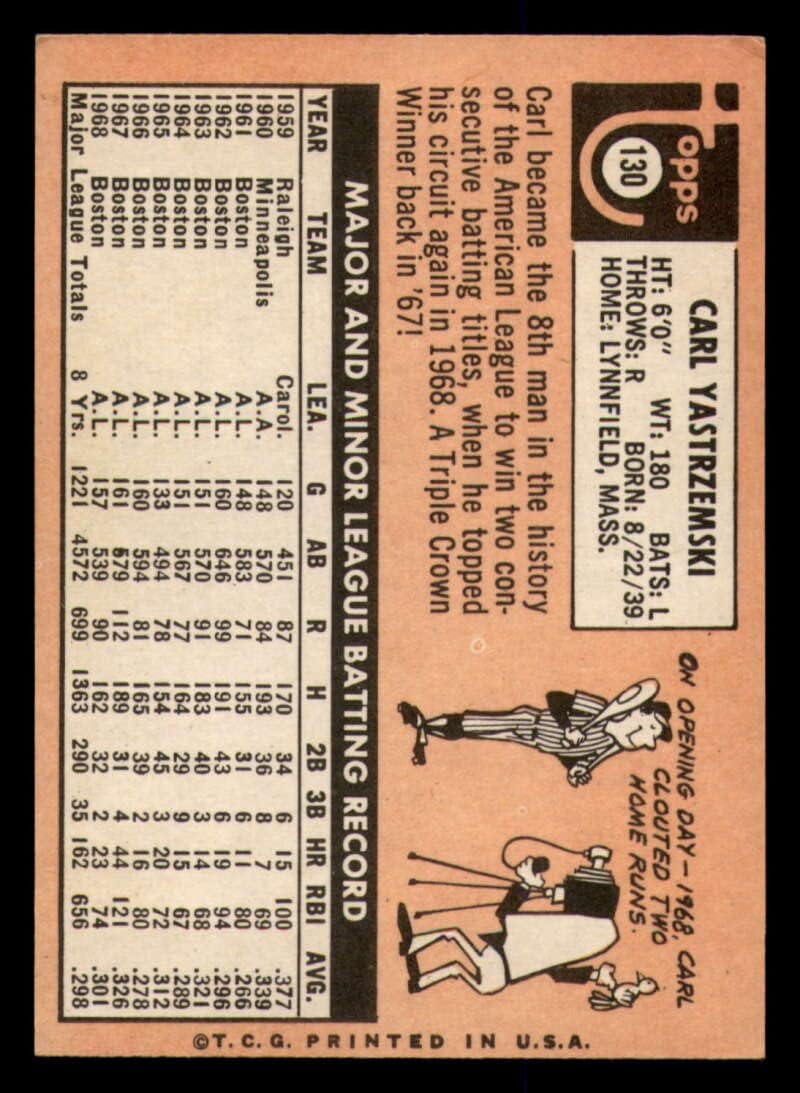 Topps
130
CARL YASTRZEMSKI
HT: 6'0" WT: 180 BATS: L
THROWS: R BORN: 8/22/39
HOME: LYNNFIELD, MASS.
Carl became the 8th man in the history
of the American League to win two con-
secutive batting titles, when he topped
his circuit again in 1968. A Triple Crown
Winner back in '67!
ON OPENING DAY—1968, CARL
CLOUTED TWO
HOME RUNS.
MAJOR AND MINOR LEAGUE BATTING RECORD
YEAR TEAM LEA. G AB R H 2B 3B HR RBI AVG.
1959 Raleigh Carol. 120 451 87 170 34 6 15 100 .377
1960 Minneapolis A.A. 148 570 84 193 36 8 7 69 .339
1961 Boston A.L. 148 583 71 155 31 6 11 80 .266
1962 Boston A.L. 160 646 99 191 43 6 19 94 .296
1963 Boston A.L. 151 570 91 183 40 3 14 68 .321
1964 Boston A.L. 151 567 77 164 29 9 15 67 .289
1965 Boston A.L. 133 494 78 154 45 3 20 72 .312
1966 Boston A.L. 160 594 81 165 39 2 16 80 .278
1967 Boston A.L. 161 579 112 189 31 4 44 121 .326
1968 Boston A.L. 157 539 90 162 32 2 23 74 .301
Major League Totals 8 Yrs. 1221 4572 699 1363 290 35 162 656 .298
©T.C.G. PRINTED IN U.S.A.